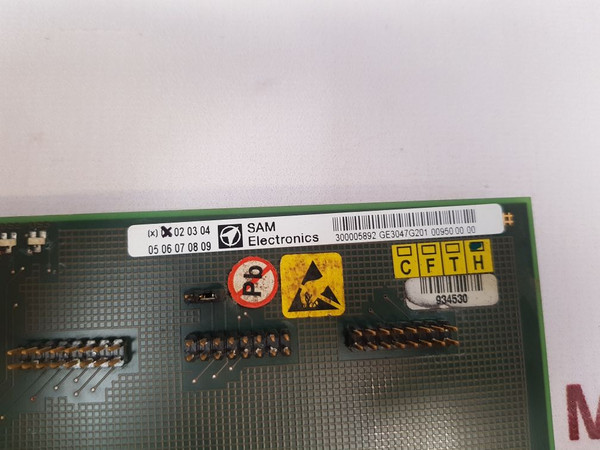 (x) 02 03 04
05 06 07 08 09
SAM
Electronics
300005892 GE3047G201 00950 00.00
Pb
C F T H
934530
M